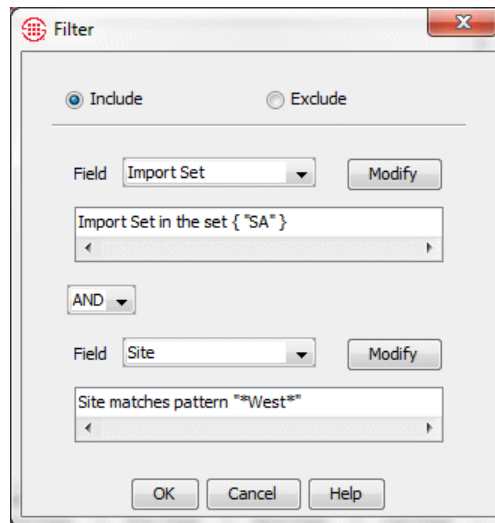 Filter
Include Exclude
Field Import Set Modify
Import Set in the set { "SA" }
AND
Field Site Modify
Site matches pattern "*West*"
OK Cancel Help